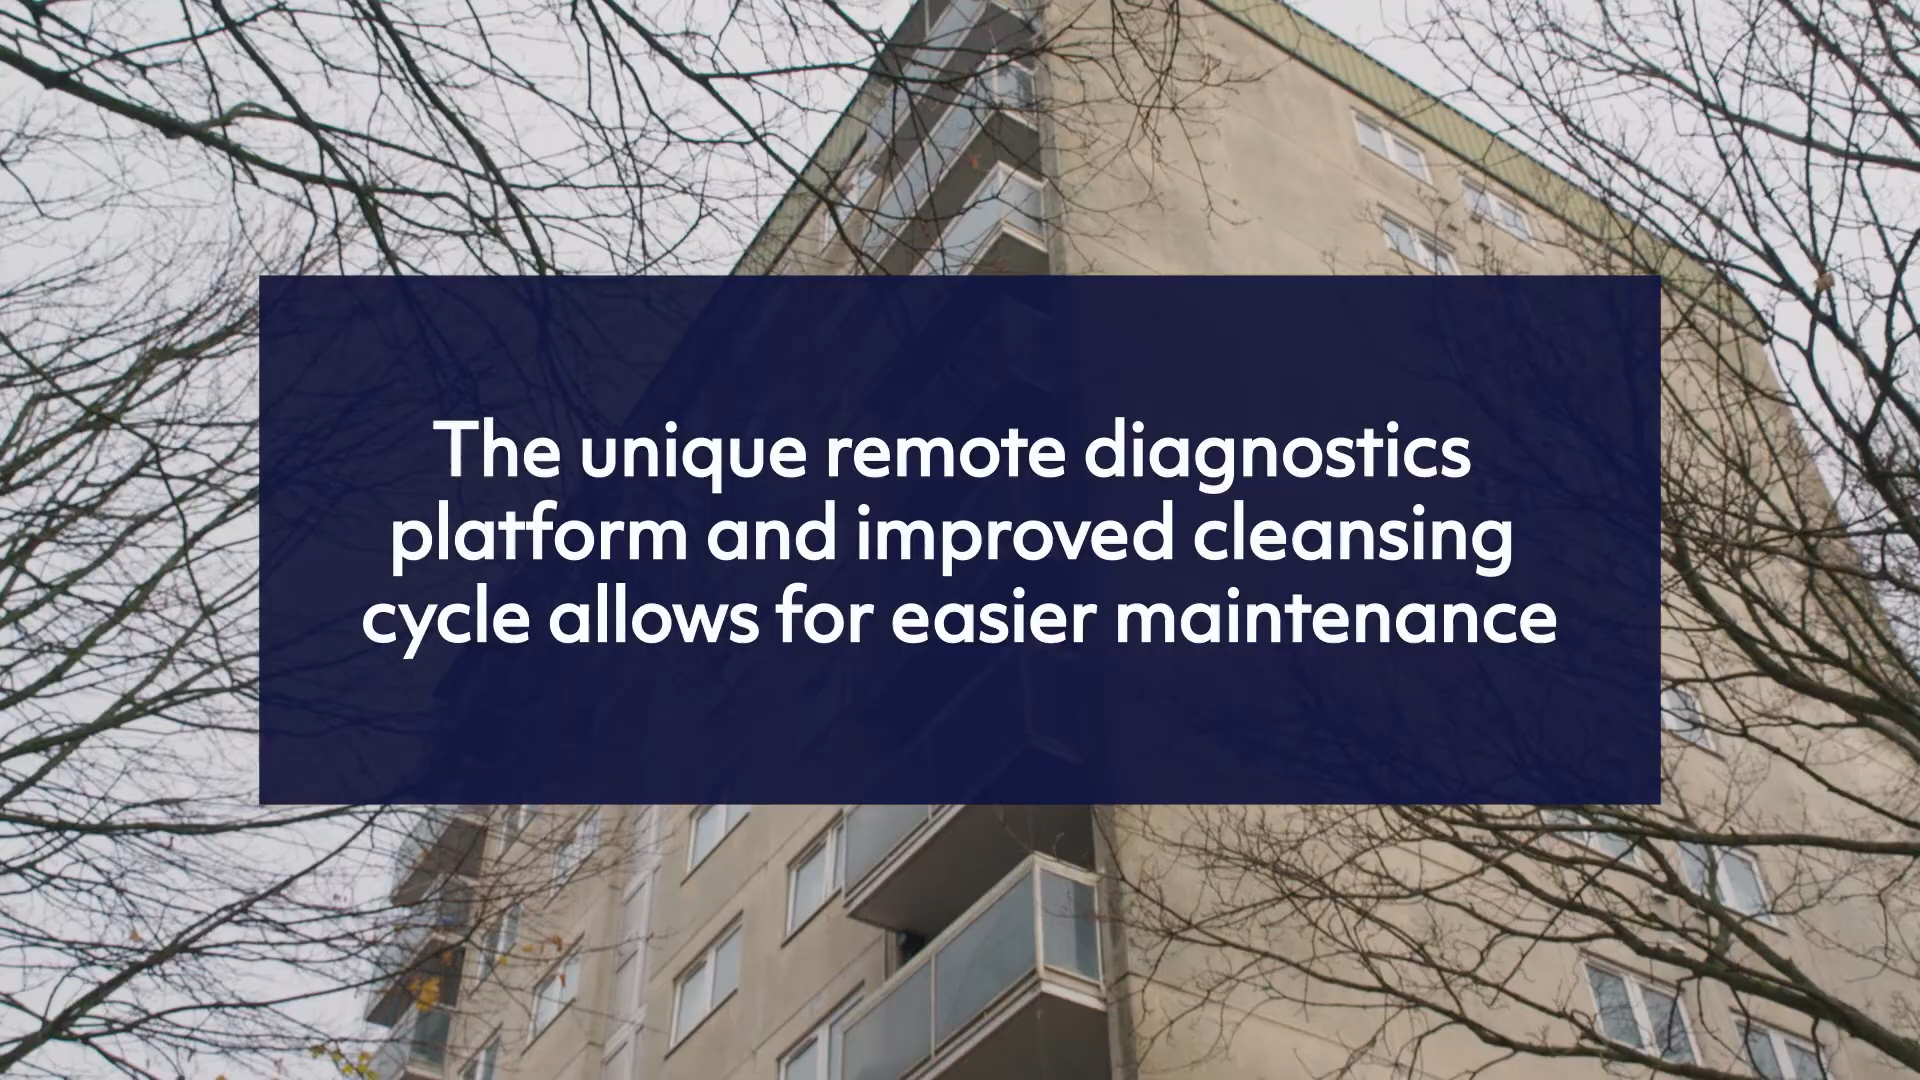 The unique remote diagnostics
platform and improved cleansing
cycle allows for easier maintenance